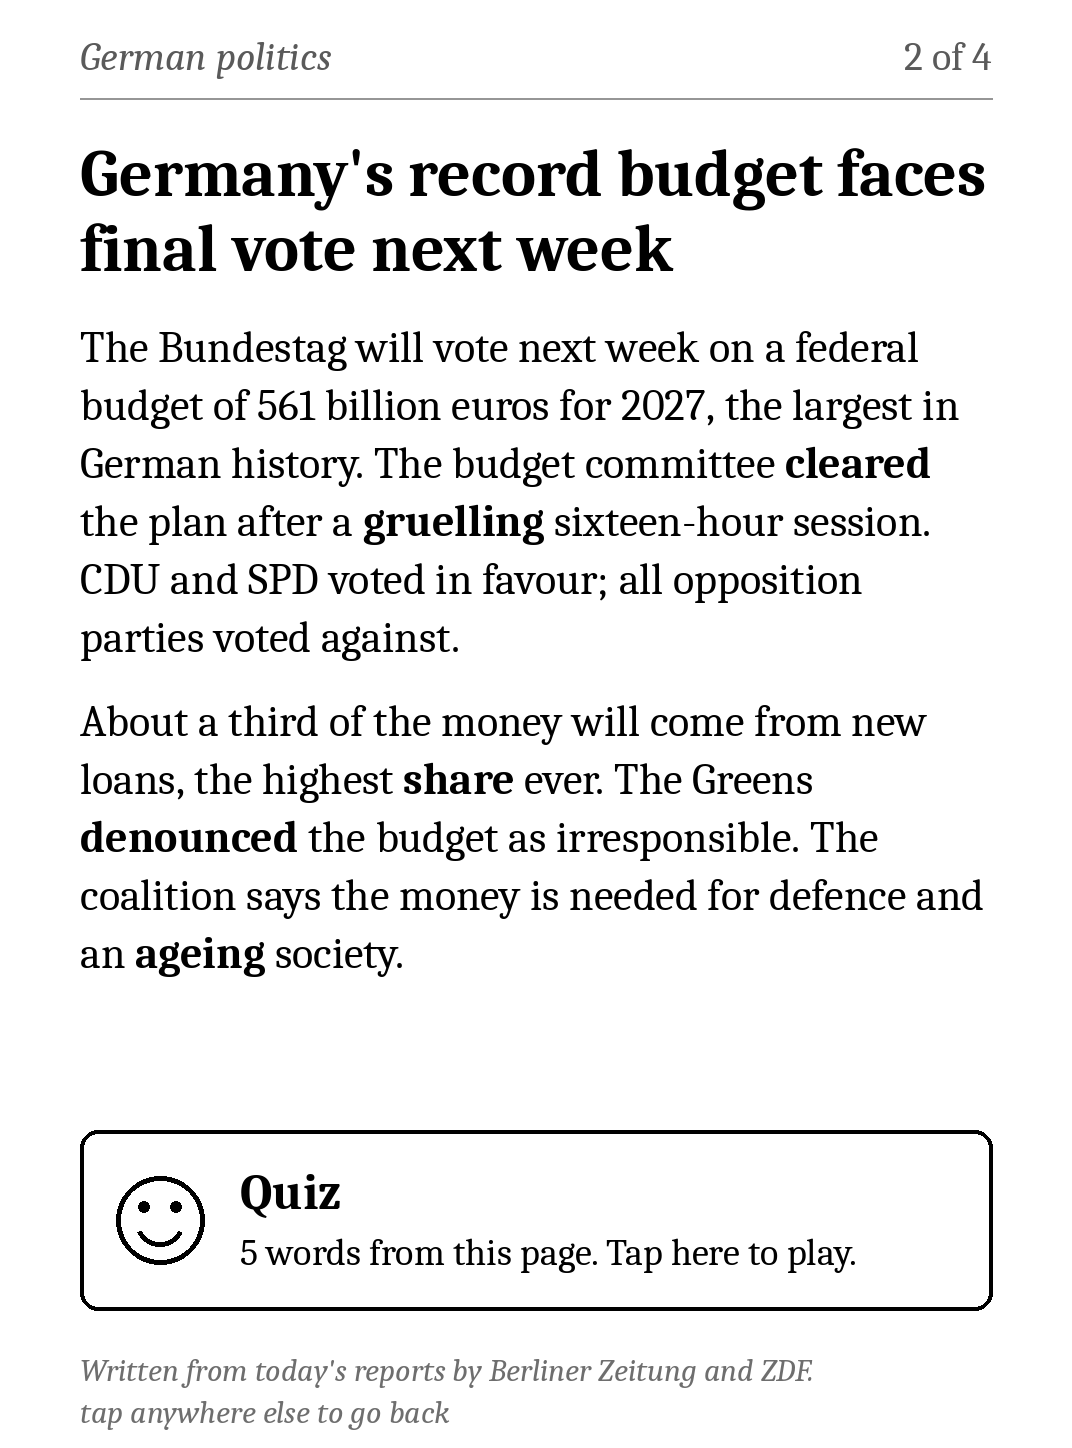 German politics
2 of 4
Germany's record budget faces
final vote next week
The Bundestag will vote next week on a federal
budget of 561 billion euros for 2027, the largest in
German history. The budget committee cleared
the plan after a gruelling sixteen-hour session.
CDU and SPD voted in favour; all opposition
parties voted against.
About a third of the money will come from new
loans, the highest share ever. The Greens
denounced the budget as irresponsible. The
coalition says the money is needed for defence and
an ageing society.
Quiz
5 words from this page. Tap here to play.
Written from today's reports by Berliner Zeitung and ZDF.
tap anywhere else to go back